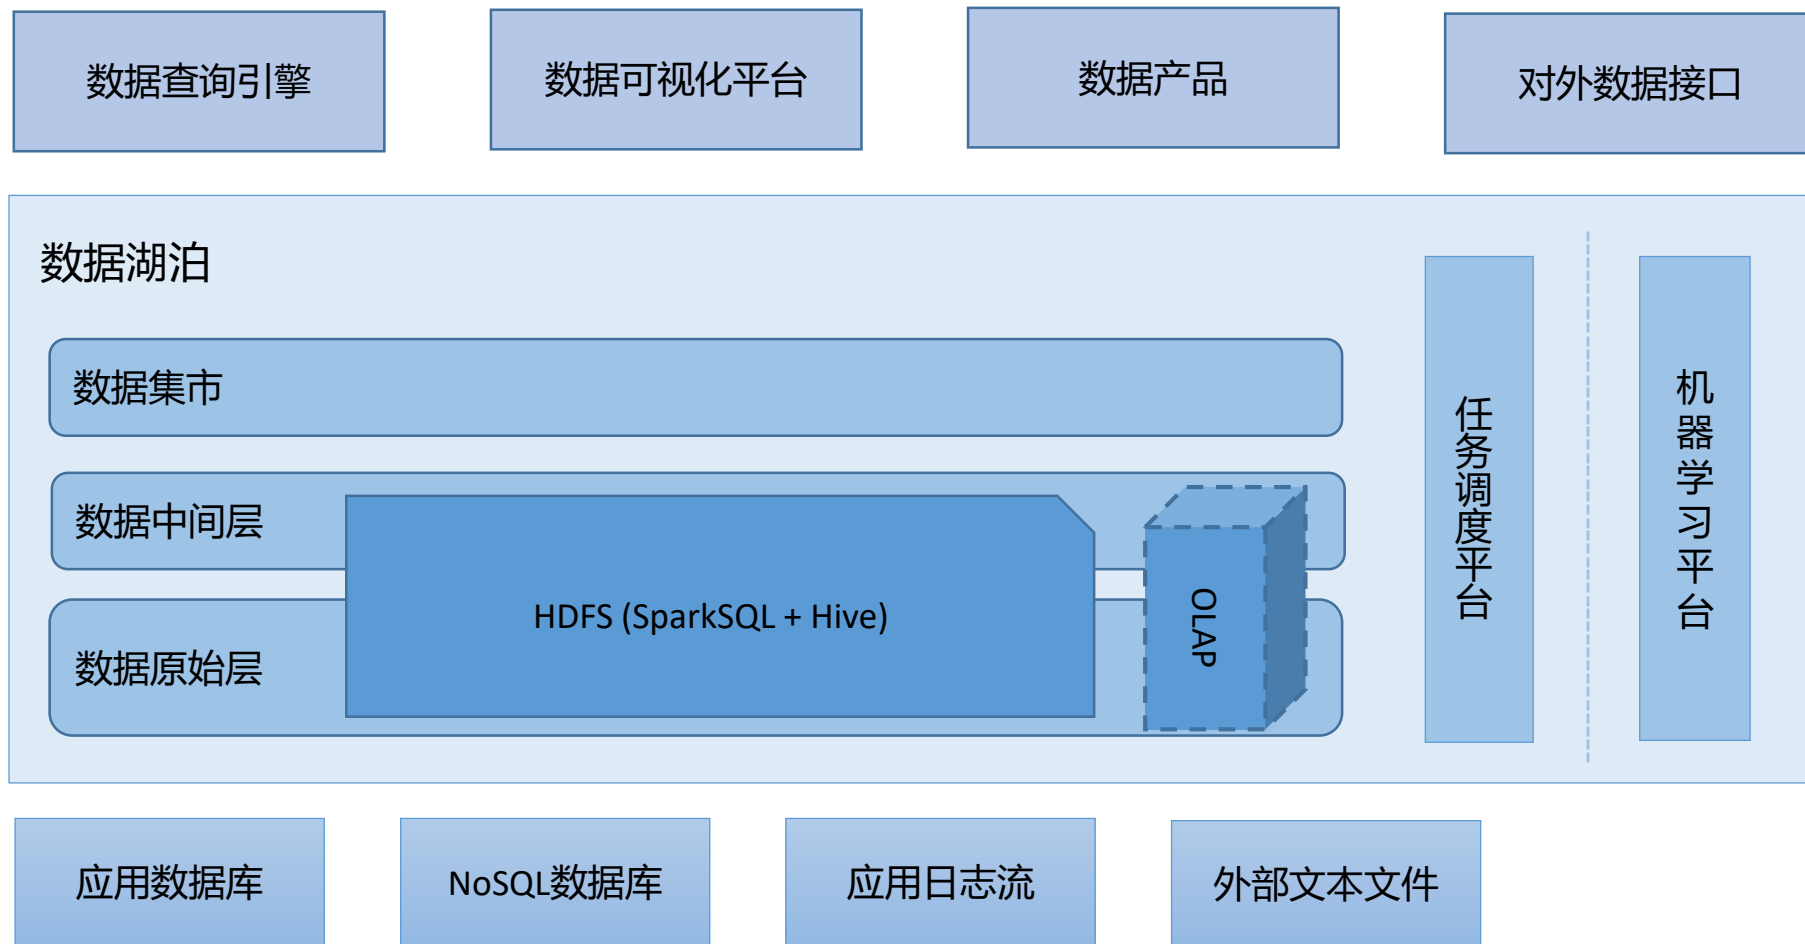 数据查询引擎
数据可视化平台
数据产品
对外数据接口
数据湖泊
数据集市
数据中间层
数据原始层
HDFS (SparkSQL + Hive)
OLAP
任务调度平台
机器学习平台
应用数据库
NoSQL数据库
应用日志流
外部文本文件